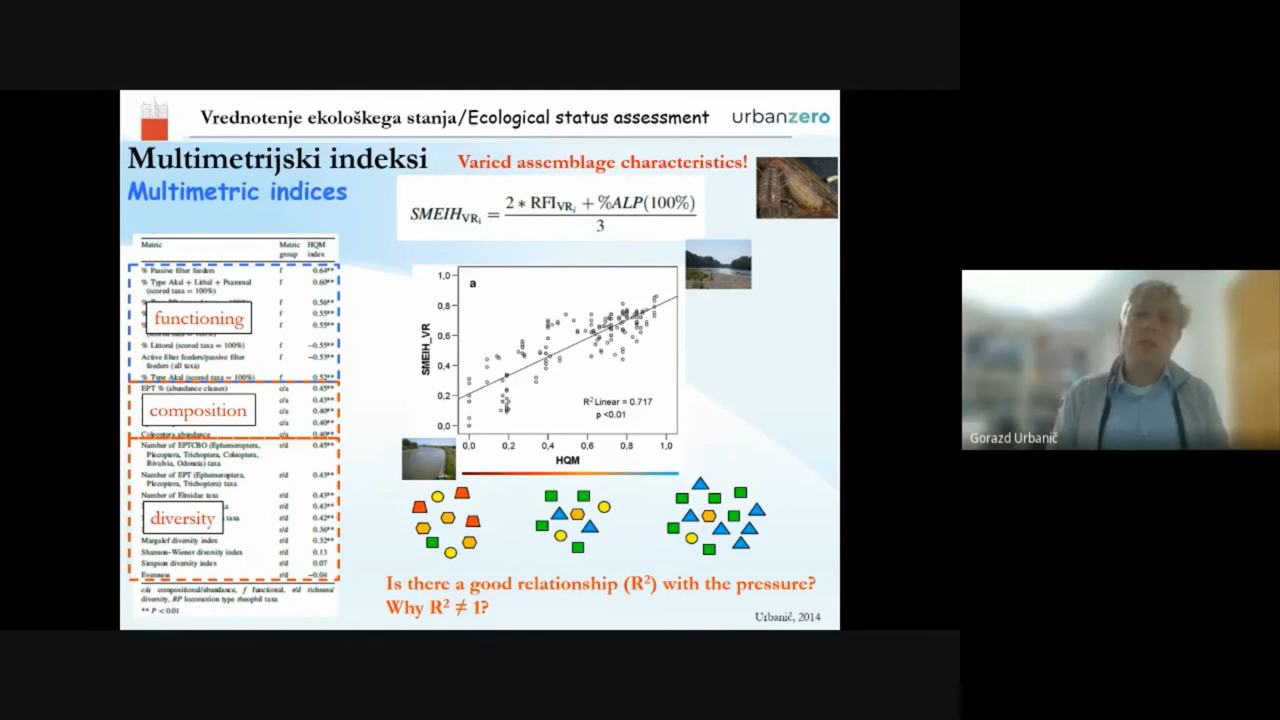 Vrednotenje ekološkega stanja/Ecological status assessment
urbanzero
Multimetrijski indeksi
Multimetric indices
Varied assemblage characteristics!
SMEIH_VRi = 2 * RFI_VRi + %ALP(100%) / 3
Metric Metric group HQM index
% Passive filter feeders f 0.64**
% Type Akal + Lithal + Psammal (scored taxa = 100%) f 0.60**
f 0.56**
% f 0.55**
% f 0.55**
% Littoral (scored taxa = 100%) f −0.55**
Active filter feeders/passive filter feeders (all taxa) f −0.53**
% Type Akal (scored taxa = 100%) f 0.52**
functioning
EPT % (abundance classes) c/a 0.45**
c/a 0.43**
c/a 0.40**
c/a 0.40**
Coleoptera abundance c/a 0.40**
composition
Number of EPTCBO (Ephemeroptera, Plecoptera, Trichoptera, Coleoptera, Bivalvia, Odonata) taxa r/d 0.45**
Number of EPT (Ephemeroptera, Plecoptera, Trichoptera) taxa r/d 0.43**
Number of Elmidae taxa r/d 0.43**
r/d 0.43**
taxa r/d 0.42**
r/d 0.36**
Margalef diversity index r/d 0.32**
Shannon–Wiener diversity index r/d 0.13
Simpson diversity index r/d 0.07
Evenness r/d −0.04
diversity
c/a compositional/abundance, f functional, r/d richness/
diversity, RP locomotion type rheophil taxa
** P < 0.01
a
SMEIH_VR
1,0
0,8
0,6
0,4
0,2
0,0
R2 Linear = 0.717
p <0.01
0,0 0,2 0,4 0,6 0,8 1,0
HQM
Is there a good relationship (R²) with the pressure?
Why R² ≠ 1?
Urbanič, 2014
Gorazd Urbanič